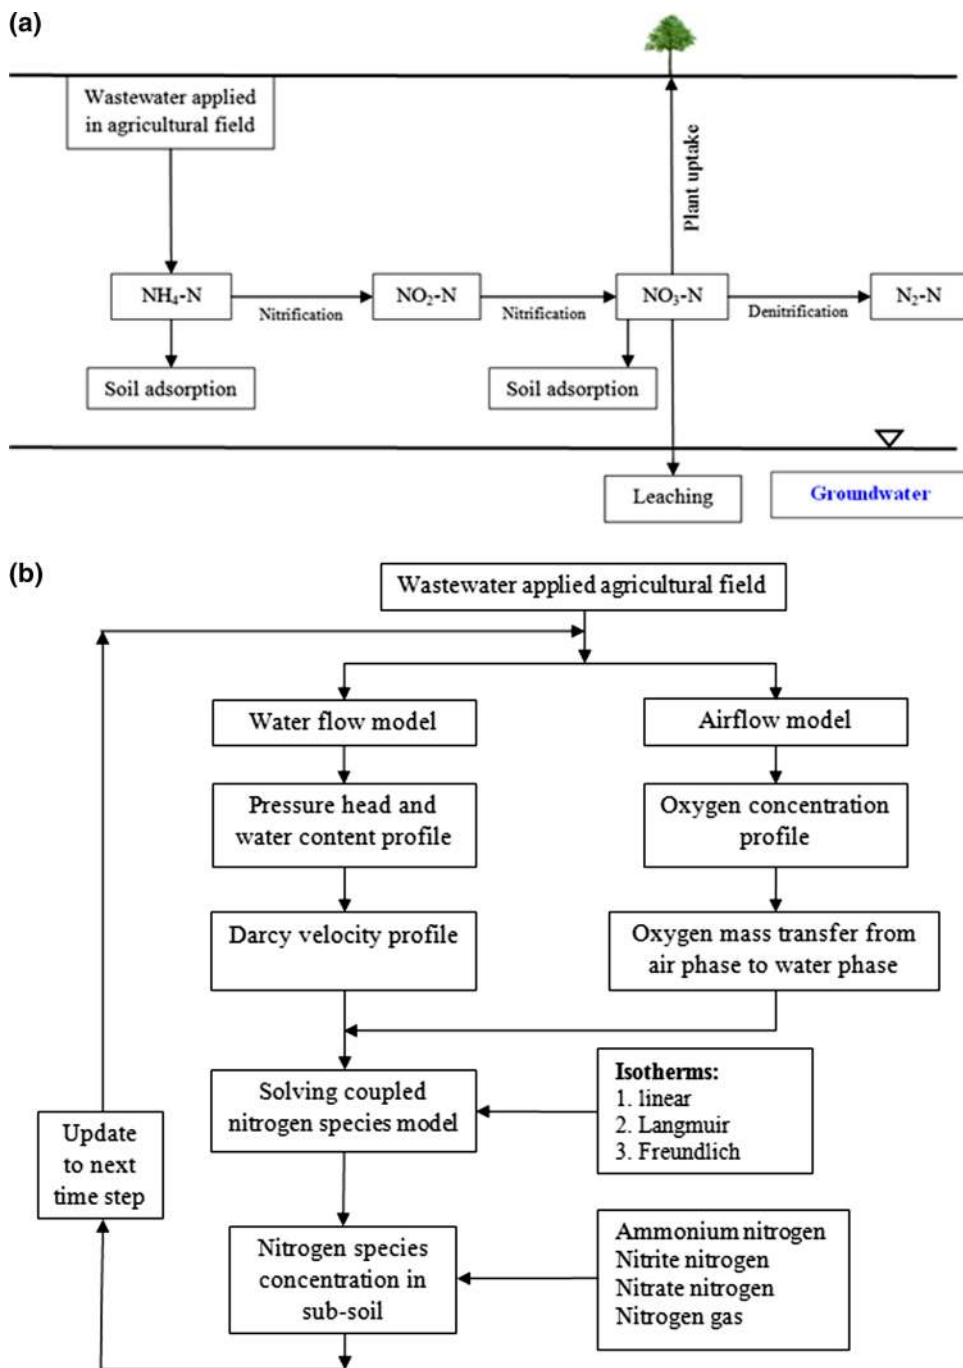 (a)
Wastewater applied
in agricultural field
Plant uptake
NH₄-N
Nitrification
NO₂-N
Nitrification
NO₃-N
Denitrification
N₂-N
Soil adsorption
Soil adsorption
Leaching
Groundwater
(b)
Wastewater applied agricultural field
Water flow model
Airflow model
Pressure head and
water content profile
Oxygen concentration
profile
Darcy velocity profile
Oxygen mass transfer from
air phase to water phase
Solving coupled
nitrogen species model
Isotherms:
1. linear
2. Langmuir
3. Freundlich
Update
to next
time step
Nitrogen species
concentration in
sub-soil
Ammonium nitrogen
Nitrite nitrogen
Nitrate nitrogen
Nitrogen gas